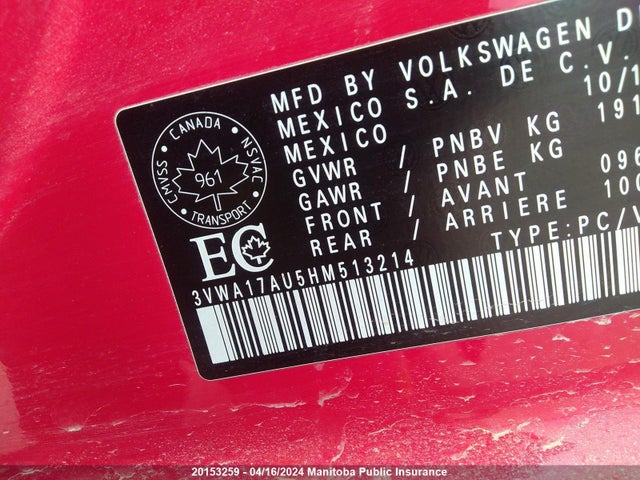 MFD BY VOLKSWAGEN D
MEXICO S.A. DE C.V.
MEXICO 10/1
GVWR / PNBV KG 191
GAWR / PNBE KG
FRONT / AVANT 096
REAR / ARRIERE 100
TYPE:PC/
CANADA
CMVSS NSVAC
961
TRANSPORT
EC
3VWA17AU5HM513214
20153259 - 04/16/2024 Manitoba Public Insurance